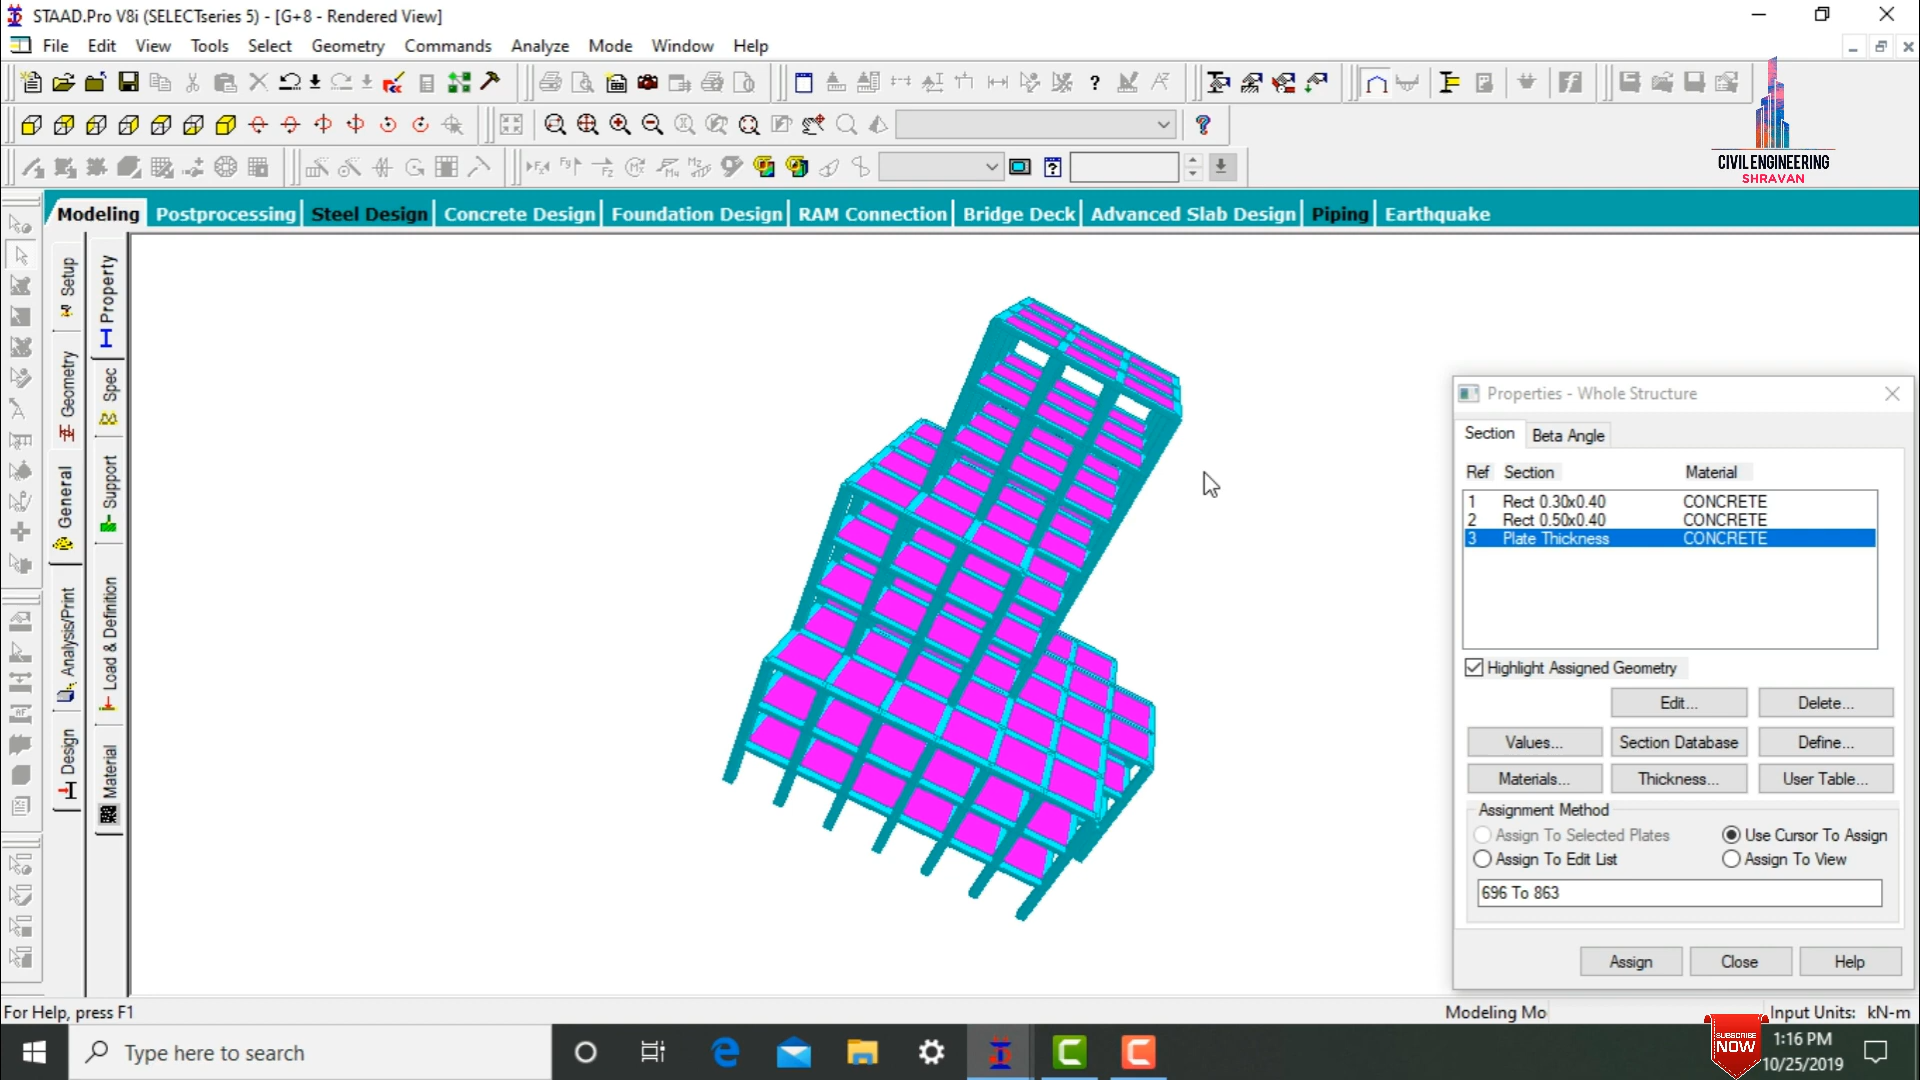 STAAD.Pro V8i (SELECTseries 5) - [G+8 - Rendered View]
File Edit View Tools Select Geometry Commands Analyze Mode Window Help
CIVIL ENGINEERING
SHRAVAN
Modeling Postprocessing Steel Design Concrete Design Foundation Design RAM Connection Bridge Deck Advanced Slab Design Piping Earthquake
Setup
Geometry
General
Analysis/Print
Design
Property
Spec
Support
Load & Definition
Material
Properties - Whole Structure
Section Beta Angle
Ref Section Material
1 Rect 0.30x0.40 CONCRETE
2 Rect 0.50x0.40 CONCRETE
3 Plate Thickness CONCRETE
Highlight Assigned Geometry
Edit... Delete...
Values... Section Database Define...
Materials... Thickness... User Table...
Assignment Method
Assign To Selected Plates Use Cursor To Assign
Assign To Edit List Assign To View
696 To 863
Assign Close Help
For Help, press F1
Modeling Mo
Input Units: kN-m
Type here to search
SUBSCRIBE
NOW
1:16 PM
10/25/2019